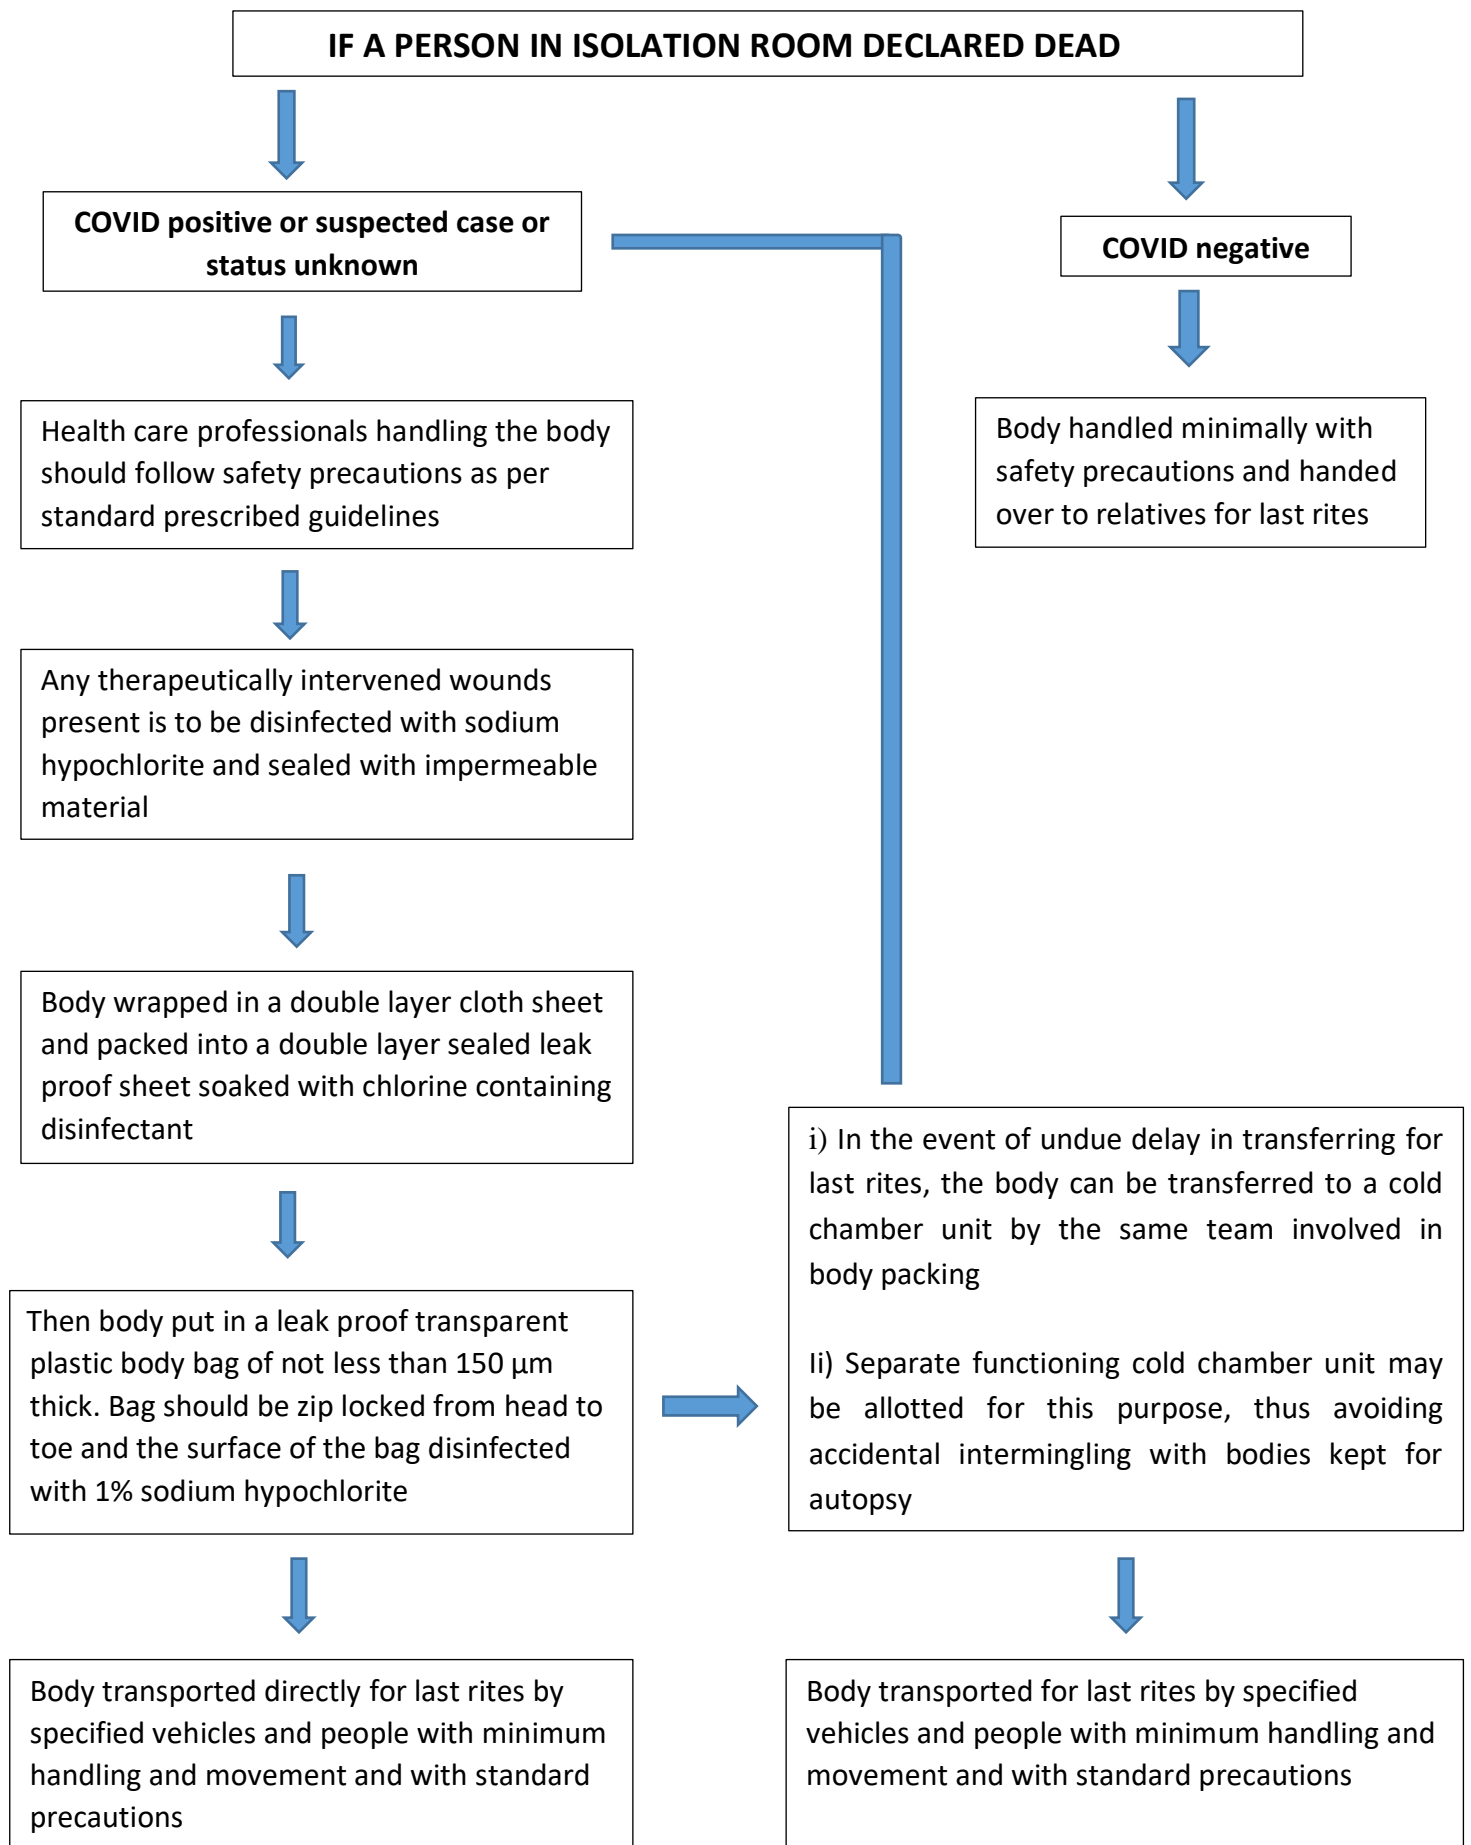 IF A PERSON IN ISOLATION ROOM DECLARED DEAD
COVID positive or suspected case or
status unknown
COVID negative
Health care professionals handling the body
should follow safety precautions as per
standard prescribed guidelines
Body handled minimally with
safety precautions and handed
over to relatives for last rites
Any therapeutically intervened wounds
present is to be disinfected with sodium
hypochlorite and sealed with impermeable
material
Body wrapped in a double layer cloth sheet
and packed into a double layer sealed leak
proof sheet soaked with chlorine containing
disinfectant
Then body put in a leak proof transparent
plastic body bag of not less than 150 µm
thick. Bag should be zip locked from head to
toe and the surface of the bag disinfected
with 1% sodium hypochlorite
i) In the event of undue delay in transferring for
last rites, the body can be transferred to a cold
chamber unit by the same team involved in
body packing
Ii) Separate functioning cold chamber unit may
be allotted for this purpose, thus avoiding
accidental intermingling with bodies kept for
autopsy
Body transported directly for last rites by
specified vehicles and people with minimum
handling and movement and with standard
precautions
Body transported for last rites by specified
vehicles and people with minimum handling and
movement and with standard precautions